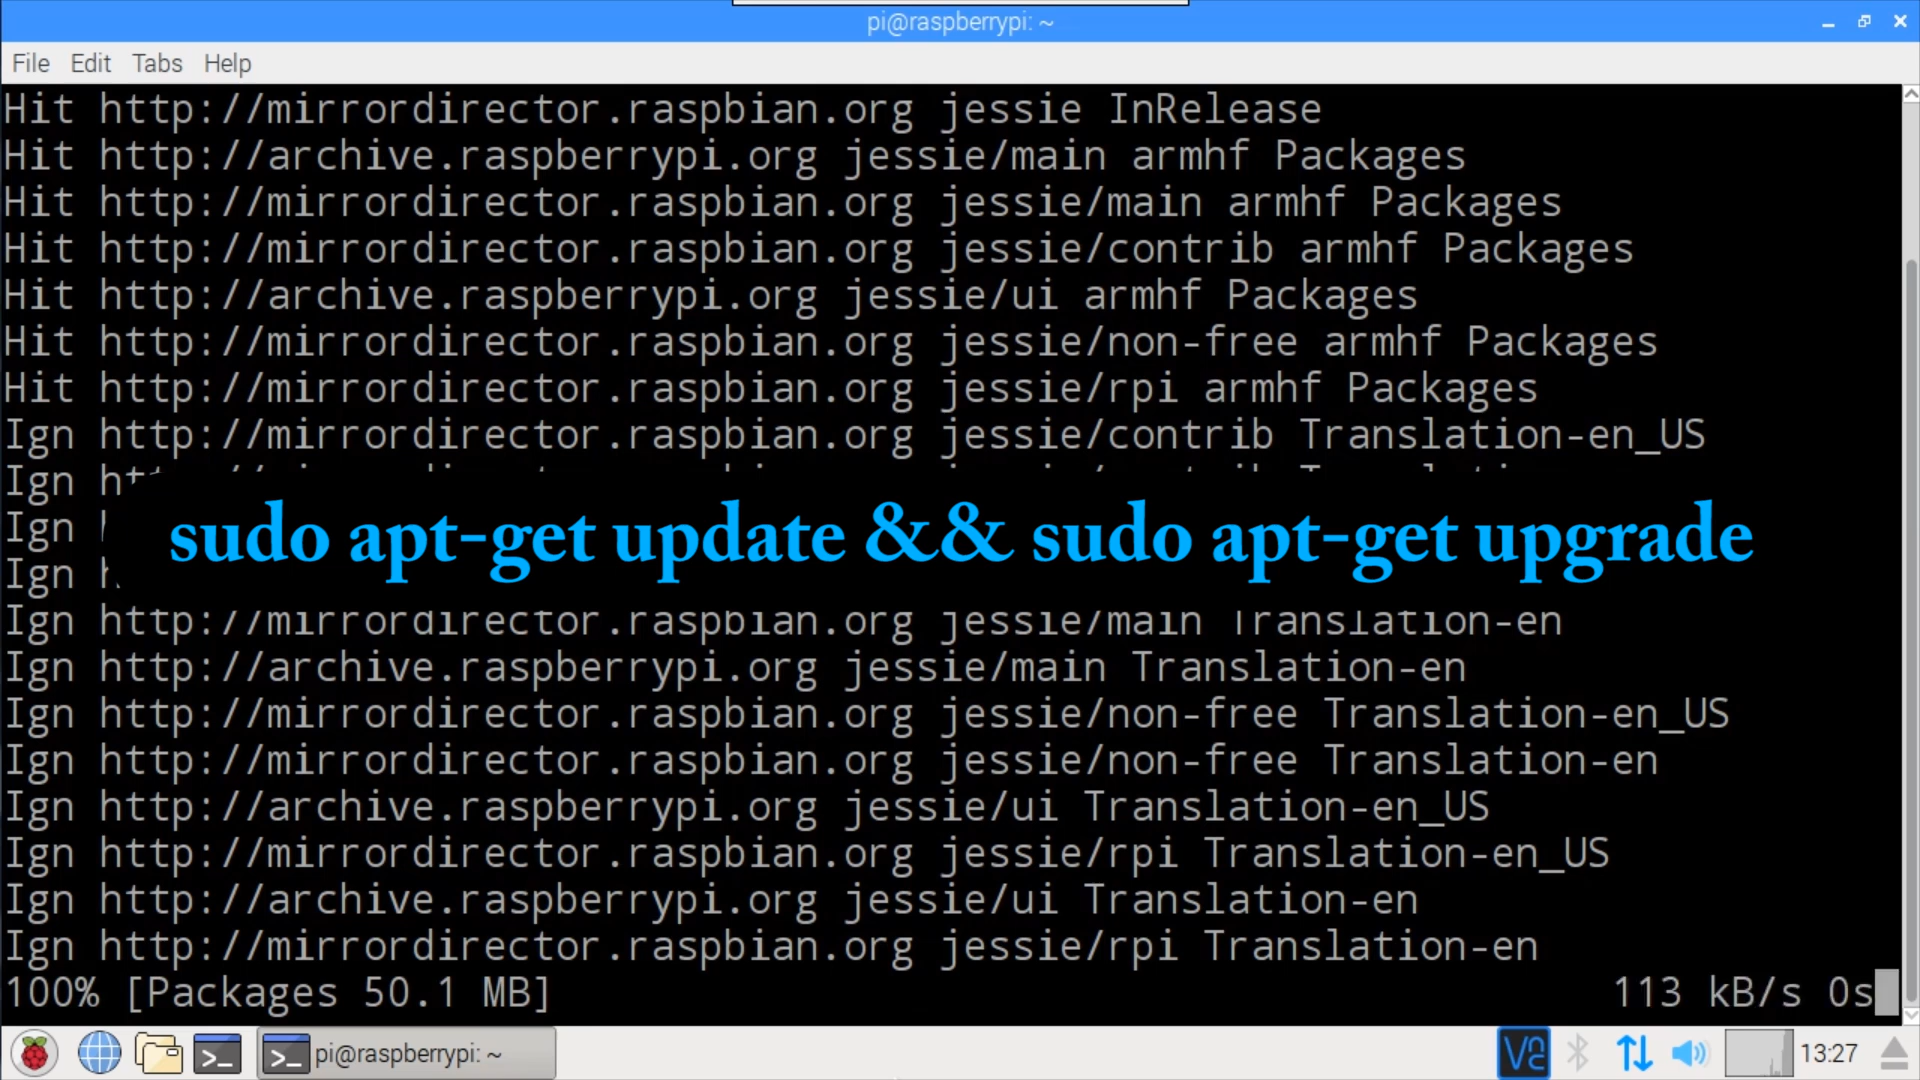 pi@raspberrypi: ~
File Edit Tabs Help
Hit http://mirrordirector.raspbian.org jessie InRelease
Hit http://archive.raspberrypi.org jessie/main armhf Packages
Hit http://mirrordirector.raspbian.org jessie/main armhf Packages
Hit http://mirrordirector.raspbian.org jessie/contrib armhf Packages
Hit http://archive.raspberrypi.org jessie/ui armhf Packages
Hit http://mirrordirector.raspbian.org jessie/non-free armhf Packages
Hit http://mirrordirector.raspbian.org jessie/rpi armhf Packages
Ign http://mirrordirector.raspbian.org jessie/contrib Translation-en_US
Ign
Ign
sudo apt-get update && sudo apt-get upgrade
Ign
Ign http://mirrordirector.raspbian.org jessie/main Translation-en
Ign http://archive.raspberrypi.org jessie/main Translation-en
Ign http://mirrordirector.raspbian.org jessie/non-free Translation-en_US
Ign http://mirrordirector.raspbian.org jessie/non-free Translation-en
Ign http://archive.raspberrypi.org jessie/ui Translation-en_US
Ign http://mirrordirector.raspbian.org jessie/rpi Translation-en_US
Ign http://archive.raspberrypi.org jessie/ui Translation-en
Ign http://mirrordirector.raspbian.org jessie/rpi Translation-en
100% [Packages 50.1 MB] 113 kB/s 0s
pi@raspberrypi: ~ 13:27